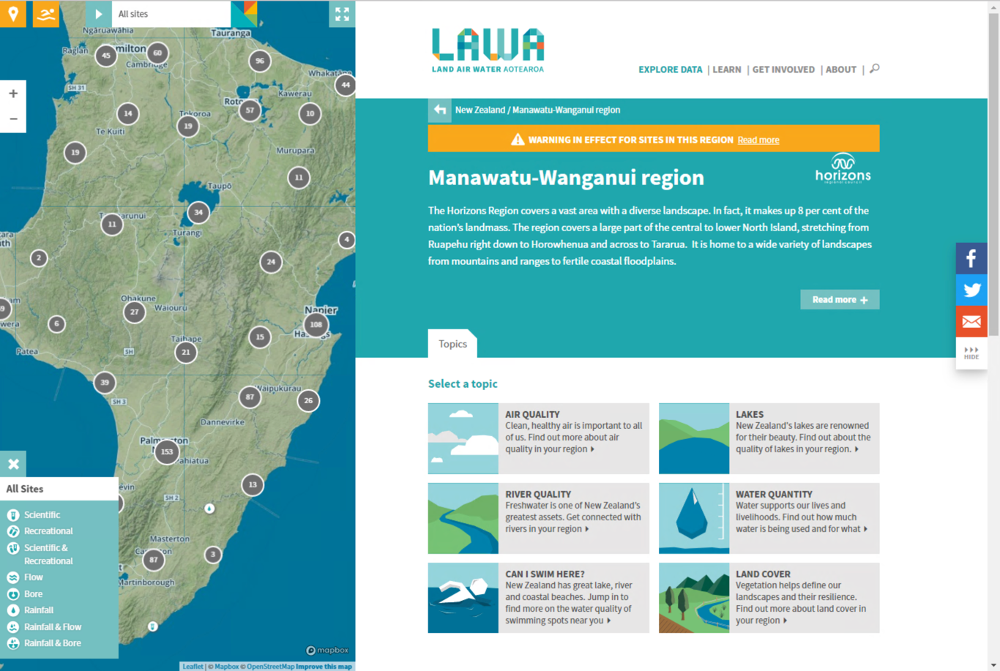 All sites
Ngāruawāhia
Tauranga
Raglan
45
milton
60
Cambridge
96
Whakatāne
44
SH 31
Kawerau
14
Roto
57
10
Tokoroa
19
Te Kuiti
19
Murupara
11
Taupō
34
11
Turangi
4
2
24
Ohakune
27
Waiouru
Napier
108
6
15
Taihape
21
SH
Patea
39
SH 3
Waipukurau
87
26
Dannevirke
153
Pahiatua
13
SH 2
Masterton
87
3
Martinborough
+
−
All Sites
Scientific
Recreational
Scientific &
Recreational
Flow
Bore
Rainfall
Rainfall & Flow
Rainfall & Bore
mapbox
Leaflet | © Mapbox © OpenStreetMap Improve this map
LAWA
LAND AIR WATER AOTEAROA
EXPLORE DATA | LEARN | GET INVOLVED | ABOUT |
New Zealand / Manawatu-Wanganui region
WARNING IN EFFECT FOR SITES IN THIS REGION Read more
Manawatu-Wanganui region
horizons
regional council
The Horizons Region covers a vast area with a diverse landscape. In fact, it makes up 8 per cent of the
nation's landmass. The region covers a large part of the central to lower North Island, stretching from
Ruapehu right down to Horowhenua and across to Tararua. It is home to a wide variety of landscapes
from mountains and ranges to fertile coastal floodplains.
Read more +
HIDE
Topics
Select a topic
AIR QUALITY
Clean, healthy air is important to all
of us. Find out more about air
quality in your region
LAKES
New Zealand's lakes are renowned
for their beauty. Find out about the
quality of lakes in your region.
RIVER QUALITY
Freshwater is one of New Zealand's
greatest assets. Get connected with
rivers in your region
WATER QUANTITY
Water supports our lives and
livelihoods. Find out how much
water is being used and for what
CAN I SWIM HERE?
New Zealand has great lake, river
and coastal beaches. Jump in to
find more on the water quality of
swimming spots near you
LAND COVER
Vegetation helps define our
landscapes and their resilience.
Find out more about land cover in
your region